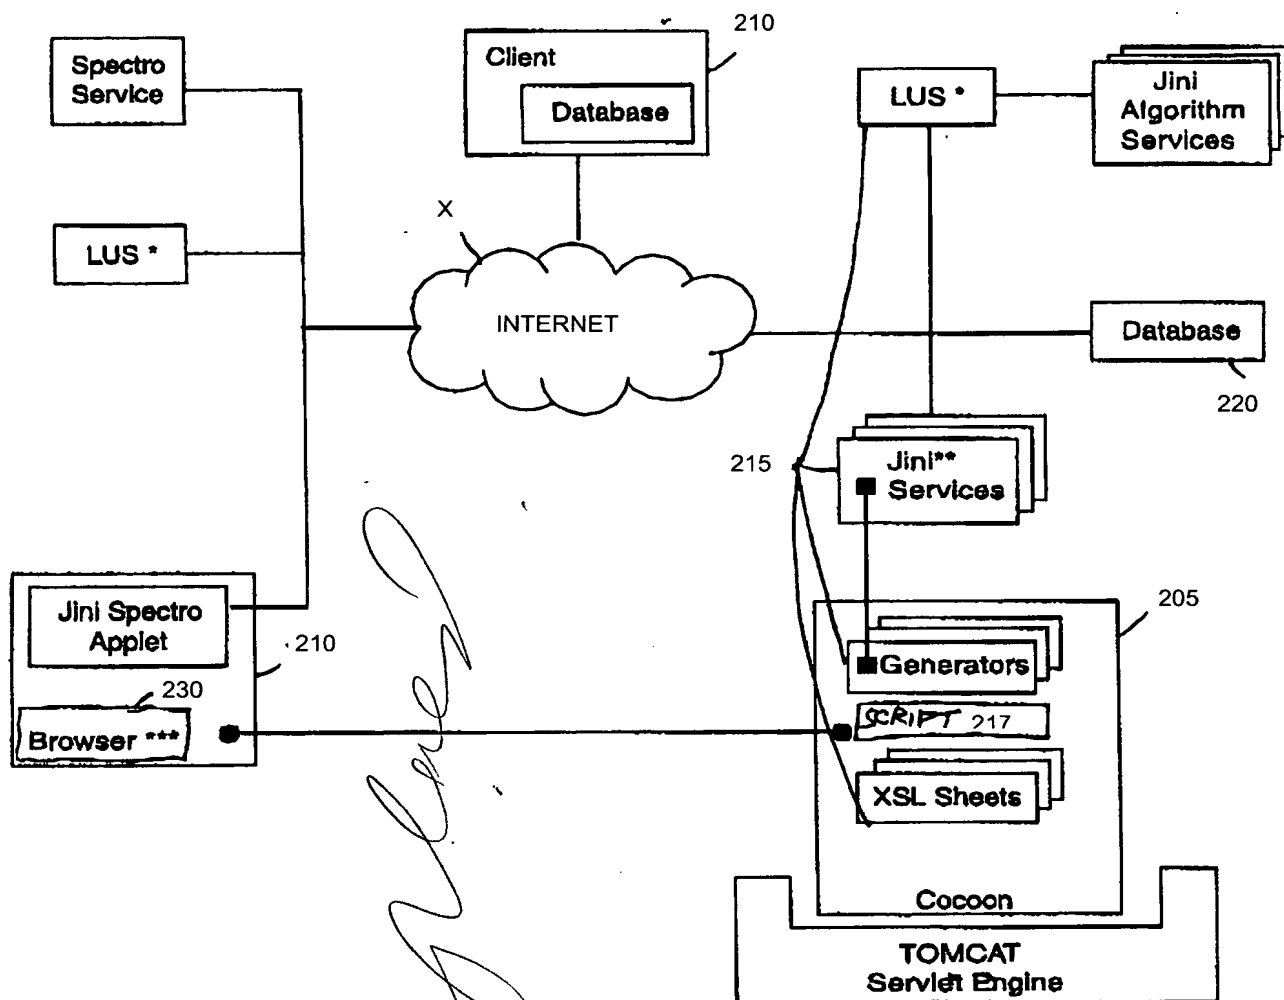 210
Spectro
Service
Client
Database
LUS *
Jini
Algorithm
Services
X
LUS *
INTERNET
Database
220
215
Jini**
Services
205
Jini Spectro
Applet
210
Generators
230
SCRIPT 217
Browser ***
XSL Sheets
Cocoon
TOMCAT
Servlet Engine